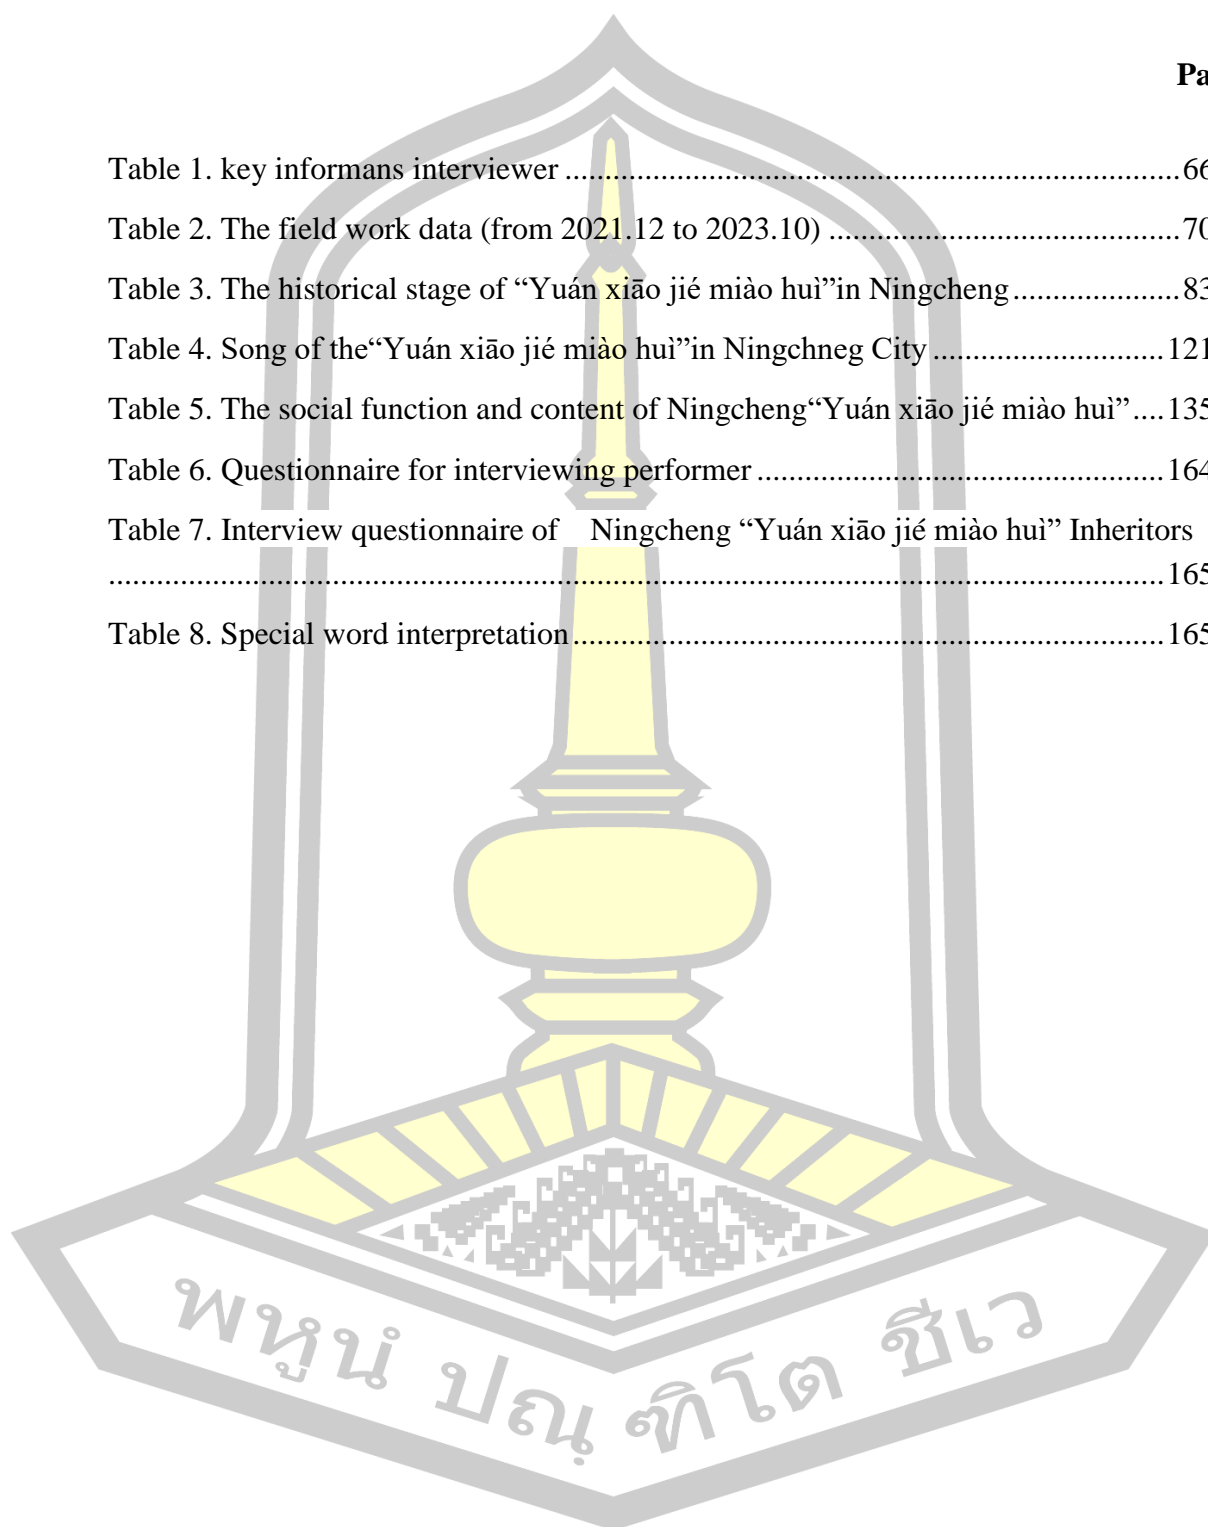 Pa
Table 1. key informans interviewer ........................................................................... 66
Table 2. The field work data (from 2021.12 to 2023.10) .......................................... 70
Table 3. The historical stage of “Yuán xiāo jié miào huì”in Ningcheng .................... 83
Table 4. Song of the“Yuán xiāo jié miào huì”in Ningchneg City ........................... 121
Table 5. The social function and content of Ningcheng“Yuán xiāo jié miào huì” .... 135
Table 6. Questionnaire for interviewing performer ................................................. 164
Table 7. Interview questionnaire of Ningcheng “Yuán xiāo jié miào huì” Inheritors
................................................................................................................................ 165
Table 8. Special word interpretation ........................................................................ 165
พหูนํ ปณฺฑิโต ชีเว